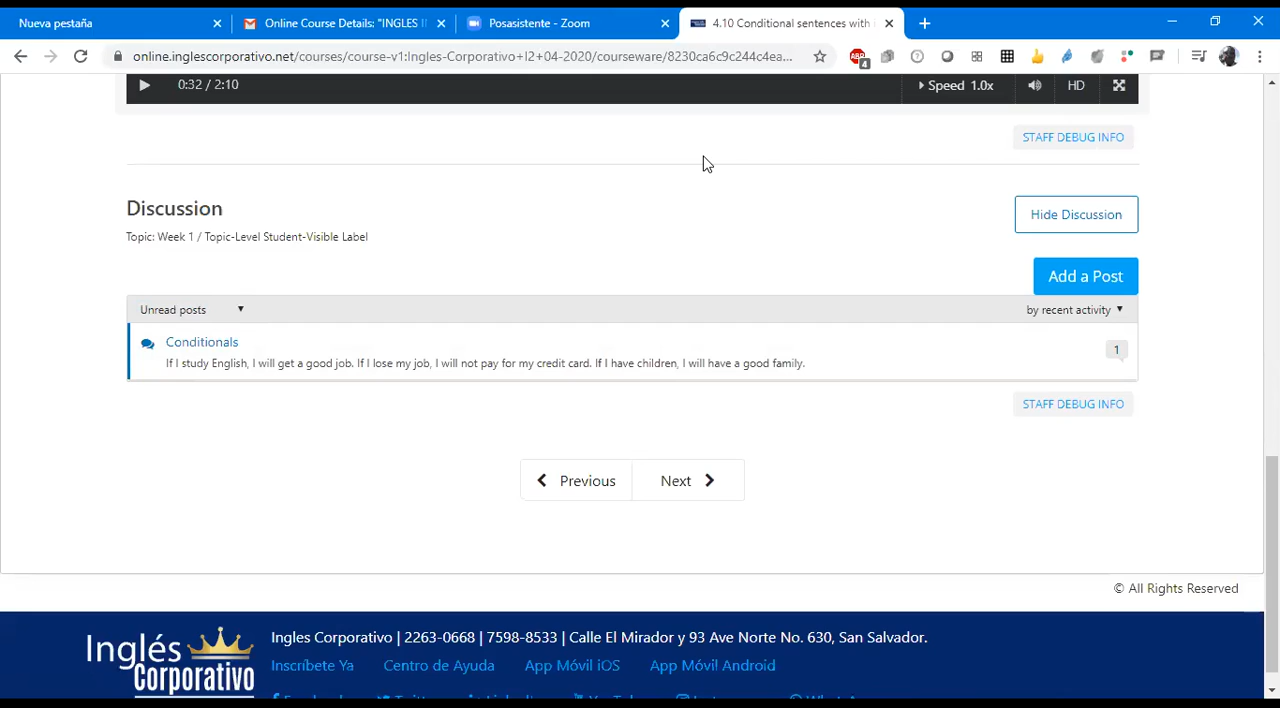 Nueva pestaña
Online Course Details: "INGLES I
Posasistente - Zoom
4.10 Conditional sentences with
online.inglescorporativo.net/courses/course-v1:Ingles-Corporativo+I2+04-2020/courseware/8230ca6c9c244c4ea...
4
0:32 / 2:10
Speed 1.0x
HD
STAFF DEBUG INFO
Discussion
Hide Discussion
Topic: Week 1 / Topic-Level Student-Visible Label
Add a Post
Unread posts
by recent activity
Conditionals
1
If I study English, I will get a good job. If I lose my job, I will not pay for my credit card. If I have children, I will have a good family.
STAFF DEBUG INFO
Previous
Next
© All Rights Reserved
Inglés Corporativo
Ingles Corporativo | 2263-0668 | 7598-8533 | Calle El Mirador y 93 Ave Norte No. 630, San Salvador.
Inscríbete Ya
Centro de Ayuda
App Móvil iOS
App Móvil Android